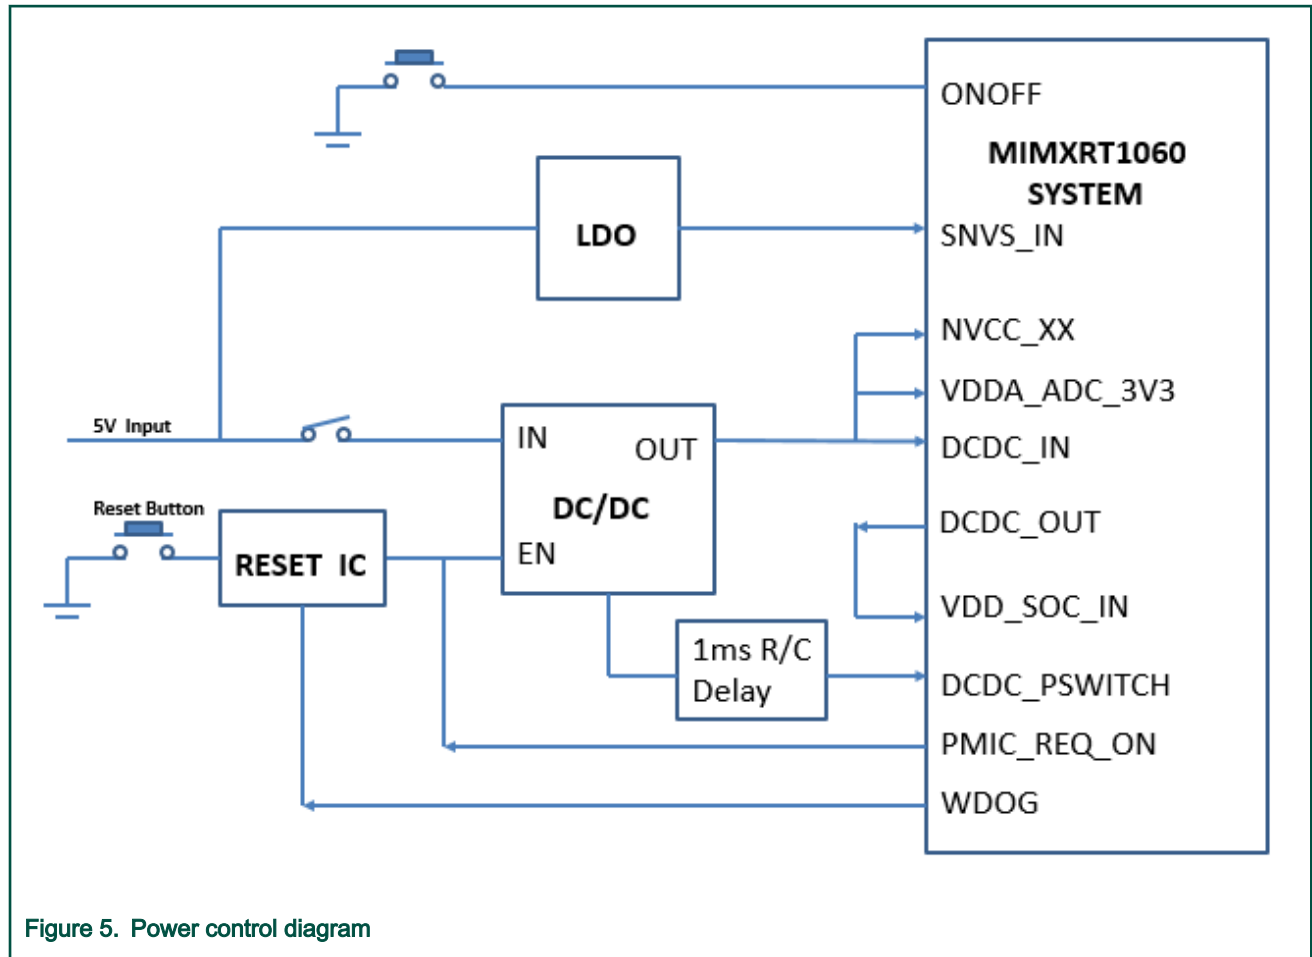 ONOFF
MIMXRT1060
SYSTEM
LDO
SNVS_IN
NVCC_XX
VDDA_ADC_3V3
5V Input
IN
OUT
DCDC_IN
Reset Button
DC/DC
DCDC_OUT
RESET IC
EN
VDD_SOC_IN
1ms R/C
Delay
DCDC_PSWITCH
PMIC_REQ_ON
WDOG
Figure 5. Power control diagram